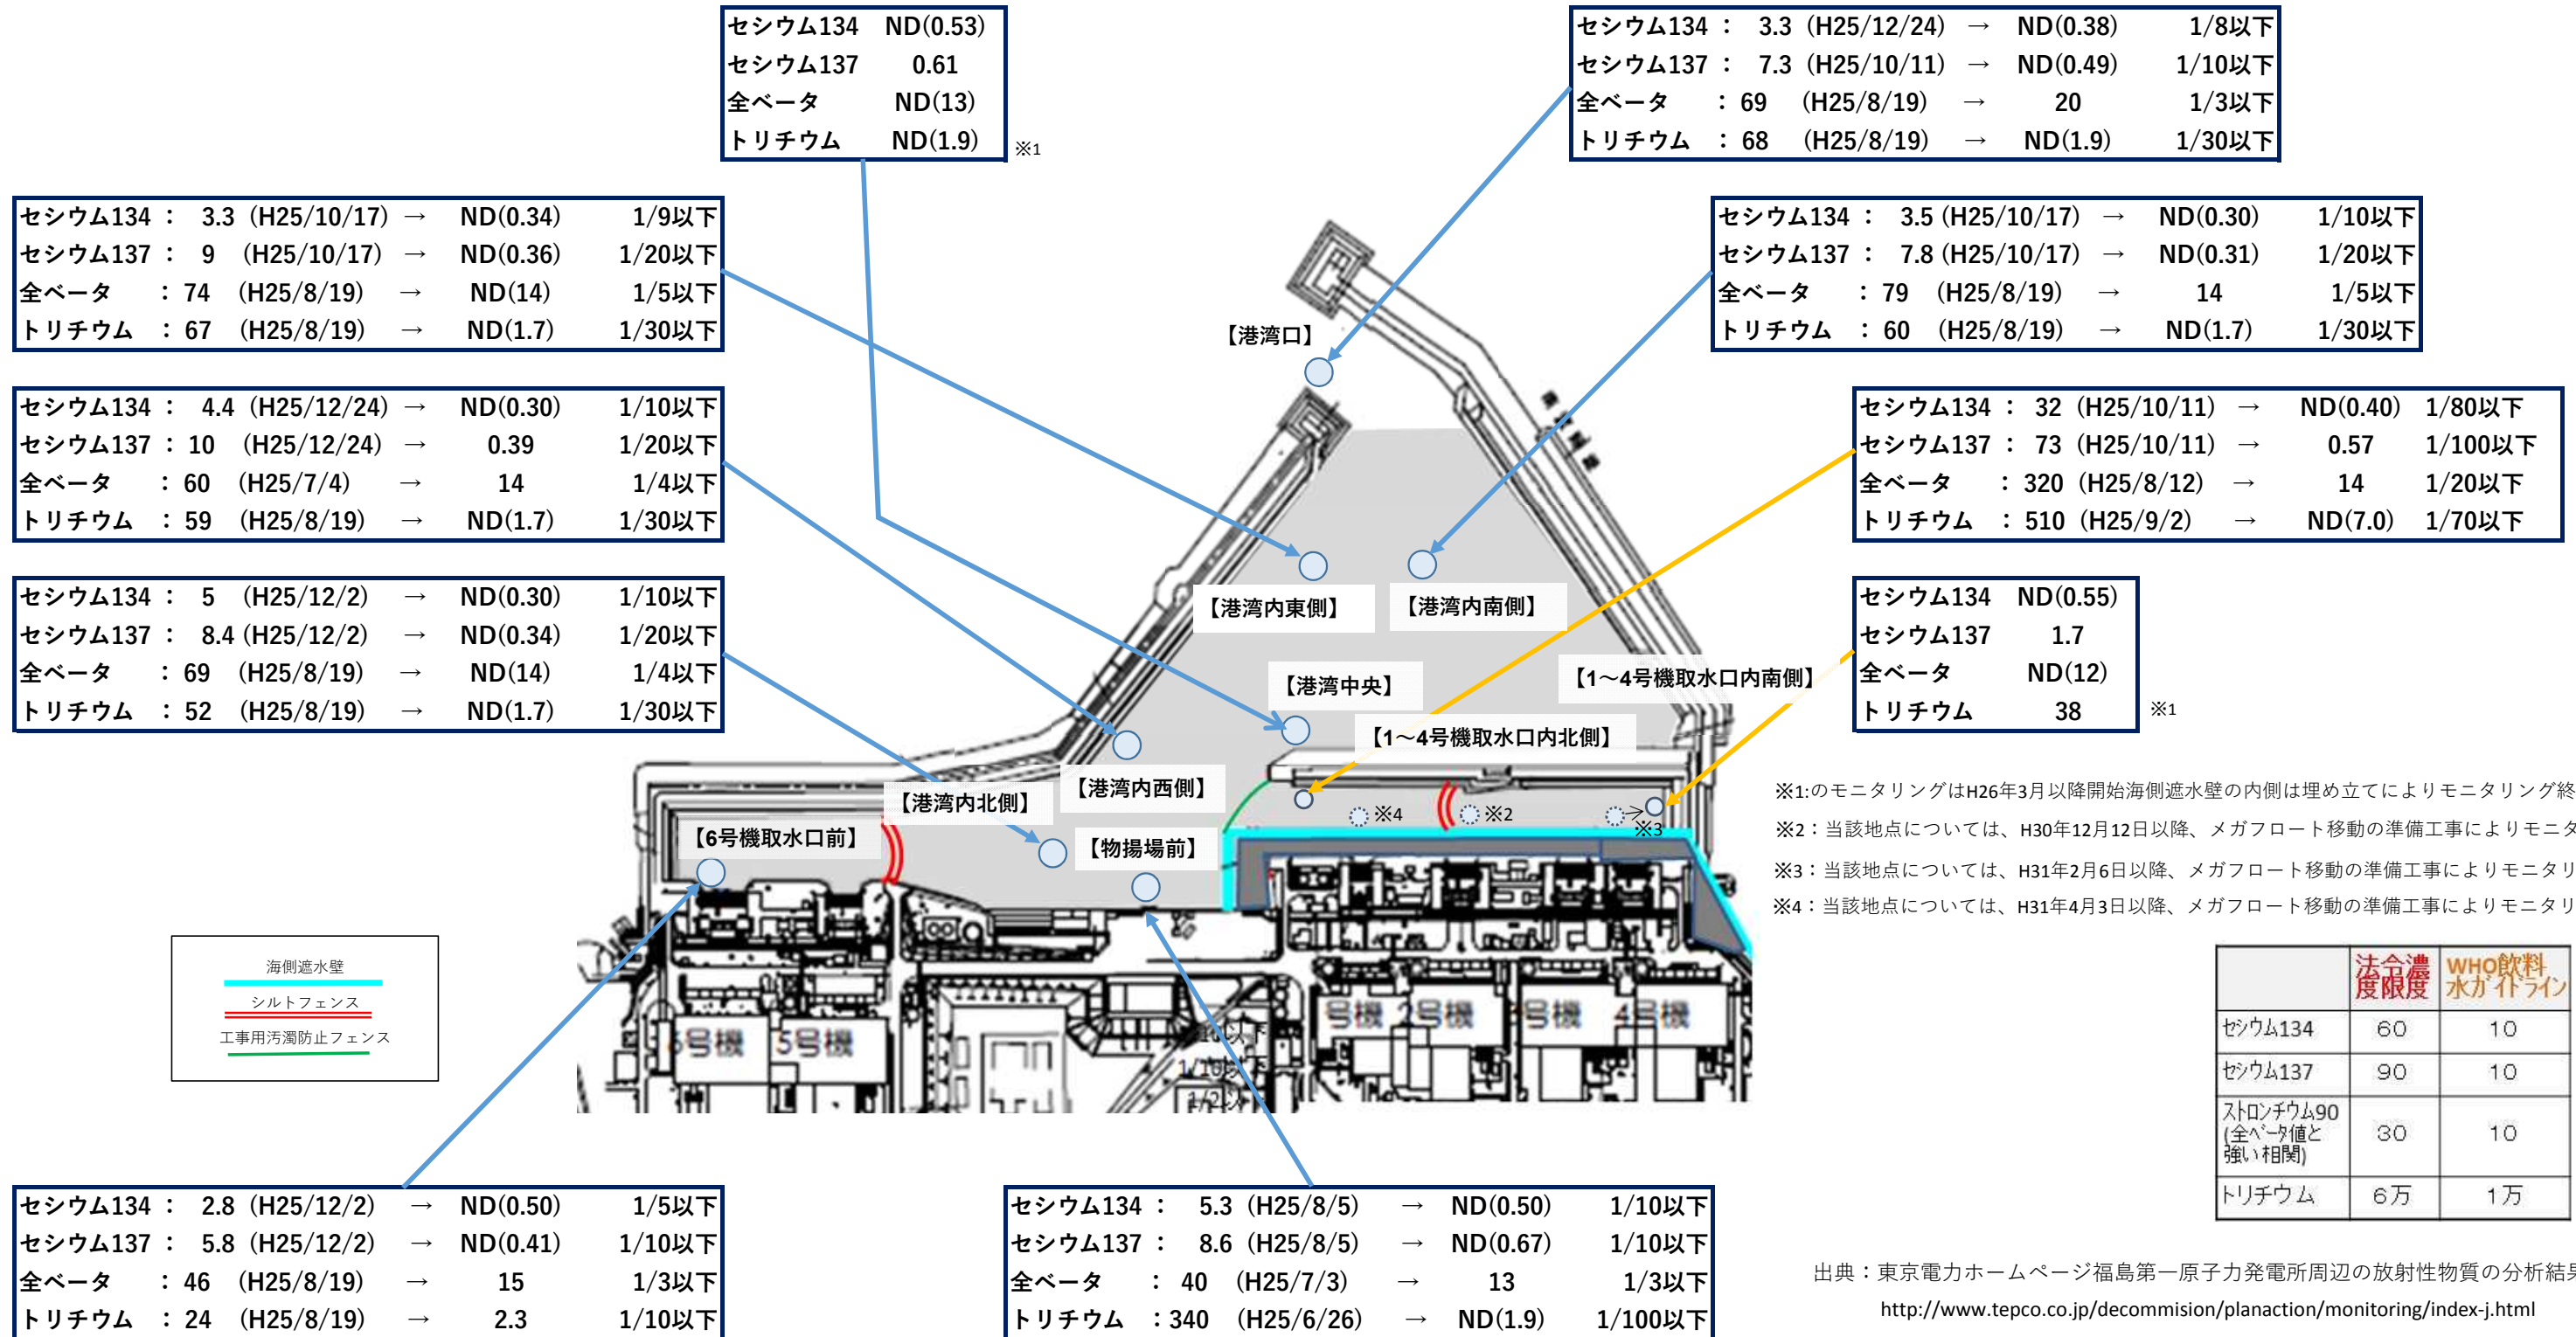 セシウム134 ND(0.53)
セシウム137 0.61
全ベータ ND(13)
トリチウム ND(1.9) ※1
セシウム134 : 3.3 (H25/12/24) → ND(0.38) 1/8以下
セシウム137 : 7.3 (H25/10/11) → ND(0.49) 1/10以下
全ベータ : 69 (H25/8/19) → 20 1/3以下
トリチウム : 68 (H25/8/19) → ND(1.9) 1/30以下
セシウム134 : 3.3 (H25/10/17) → ND(0.34) 1/9以下
セシウム137 : 9 (H25/10/17) → ND(0.36) 1/20以下
全ベータ : 74 (H25/8/19) → ND(14) 1/5以下
トリチウム : 67 (H25/8/19) → ND(1.7) 1/30以下
セシウム134 : 3.5 (H25/10/17) → ND(0.30) 1/10以下
セシウム137 : 7.8 (H25/10/17) → ND(0.31) 1/20以下
全ベータ : 79 (H25/8/19) → 14 1/5以下
トリチウム : 60 (H25/8/19) → ND(1.7) 1/30以下
セシウム134 : 4.4 (H25/12/24) → ND(0.30) 1/10以下
セシウム137 : 10 (H25/12/24) → 0.39 1/20以下
全ベータ : 60 (H25/7/4) → 14 1/4以下
トリチウム : 59 (H25/8/19) → ND(1.7) 1/30以下
セシウム134 : 32 (H25/10/11) → ND(0.40) 1/80以下
セシウム137 : 73 (H25/10/11) → 0.57 1/100以下
全ベータ : 320 (H25/8/12) → 14 1/20以下
トリチウム : 510 (H25/9/2) → ND(7.0) 1/70以下
セシウム134 : 5 (H25/12/2) → ND(0.30) 1/10以下
セシウム137 : 8.4 (H25/12/2) → ND(0.34) 1/20以下
全ベータ : 69 (H25/8/19) → ND(14) 1/4以下
トリチウム : 52 (H25/8/19) → ND(1.7) 1/30以下
セシウム134 ND(0.55)
セシウム137 1.7
全ベータ ND(12)
トリチウム 38 ※1
【港湾口】
【港湾内東側】
【港湾内南側】
【港湾中央】
【1～4号機取水口内南側】
【1～4号機取水口内北側】
【港湾内西側】
【港湾内北側】
【6号機取水口前】
【物揚場前】
※4
※2
※3
※1:のモニタリングはH26年3月以降開始海側遮水壁の内側は埋め立てによりモニタリング終
※2：当該地点については、H30年12月12日以降、メガフロート移動の準備工事によりモニタ
※3：当該地点については、H31年2月6日以降、メガフロート移動の準備工事によりモニタリ
※4：当該地点については、H31年4月3日以降、メガフロート移動の準備工事によりモニタリ
海側遮水壁
シルトフェンス
工事用汚濁防止フェンス
6号機 5号機
号機 2号機 号機 4号機
以下
1/10以下
1/2以
法令濃度限度 WHO飲料水ガイドライン
セシウム134 60 10
セシウム137 90 10
ストロンチウム90
(全ベータ値と
強い相関) 30 10
トリチウム 6万 1万
セシウム134 : 2.8 (H25/12/2) → ND(0.50) 1/5以下
セシウム137 : 5.8 (H25/12/2) → ND(0.41) 1/10以下
全ベータ : 46 (H25/8/19) → 15 1/3以下
トリチウム : 24 (H25/8/19) → 2.3 1/10以下
セシウム134 : 5.3 (H25/8/5) → ND(0.50) 1/10以下
セシウム137 : 8.6 (H25/8/5) → ND(0.67) 1/10以下
全ベータ : 40 (H25/7/3) → 13 1/3以下
トリチウム : 340 (H25/6/26) → ND(1.9) 1/100以下
出典：東京電力ホームページ福島第一原子力発電所周辺の放射性物質の分析結果
http://www.tepco.co.jp/decommision/planaction/monitoring/index-j.html